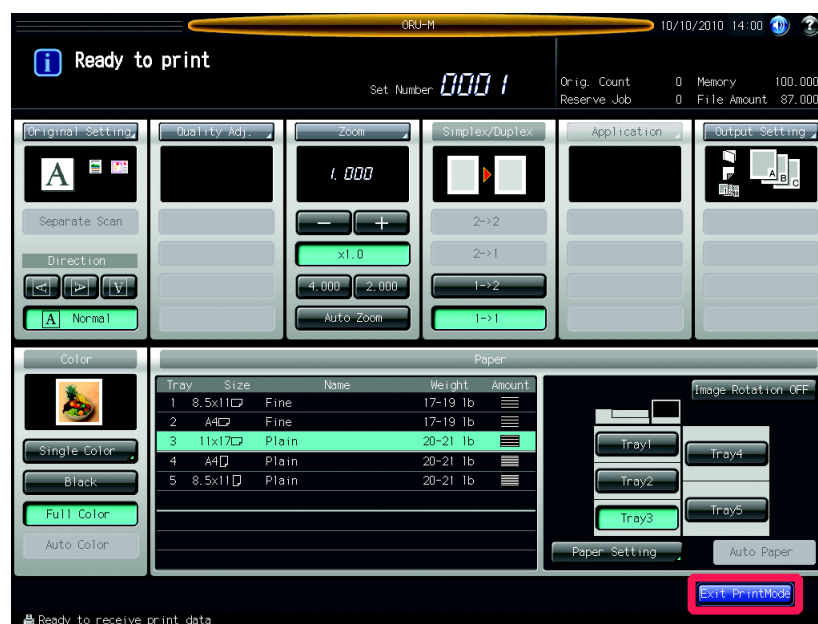 ORU-M
10/10/2010 14:00
Ready to print
Set Number 0001
Orig. Count 0 Memory 100.000
Reserve Job 0 File Amount 87.000
Original Setting Quality Adj. Zoom Simplex/Duplex Application Output Setting
A 1.000 A B C
Separate Scan - + 2->2
Direction ×1.0 2->1
A A A 4.000 2.000 1->2
A Normal Auto Zoom 1->1
Color Paper
Tray Size Name Weight Amount
1 8.5x11 Fine 17-19 lb
2 A4 Fine 17-19 lb
3 11x17 Plain 20-21 lb
4 A4 Plain 20-21 lb
5 8.5x11 Plain 20-21 lb
Image Rotation OFF
Single Color
Black
Full Color
Auto Color
Tray1 Tray4
Tray2
Tray3 Tray5
Paper Setting Auto Paper
Exit PrintMode
Ready to receive print data